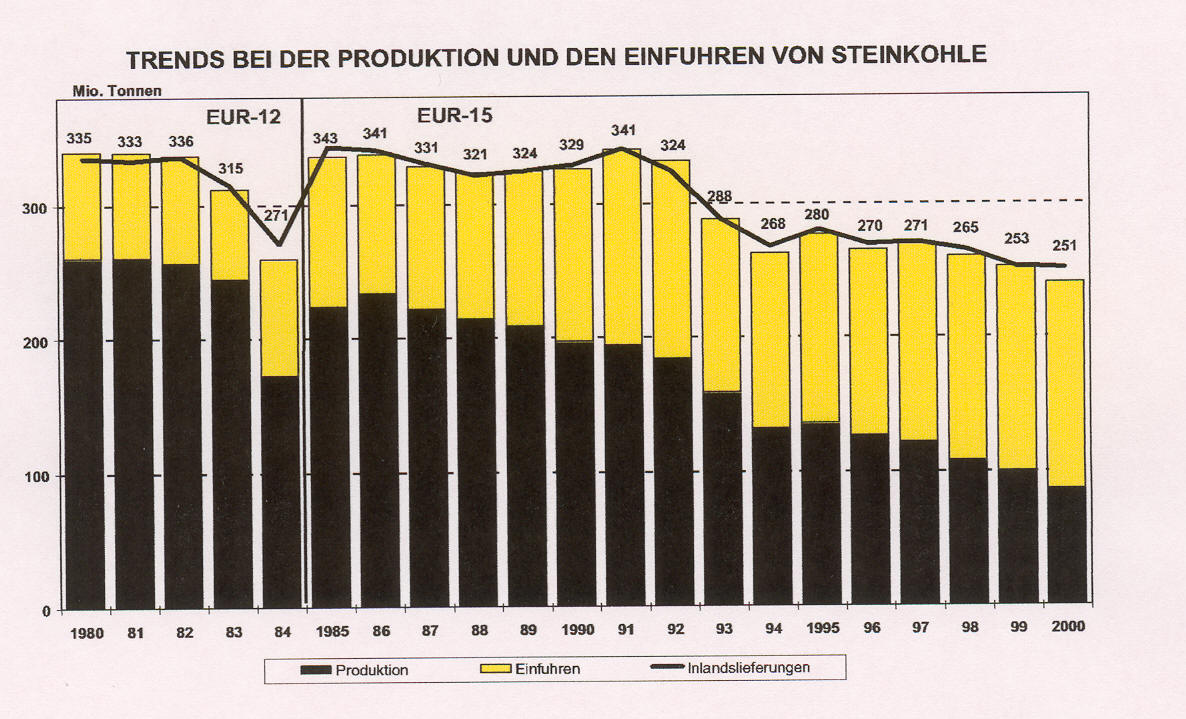 TRENDS BEI DER PRODUKTION UND DEN EINFUHREN VON STEINKOHLE
Mio. Tonnen
EUR-12 EUR-15
335 333 336 315 271 343 341 331 321 324 329 341 324 288 268 280 270 271 265 253 251
300
200
100
0
1980 81 82 83 84 1985 86 87 88 89 1990 91 92 93 94 1995 96 97 98 99 2000
Produktion Einfuhren Inlandslieferungen